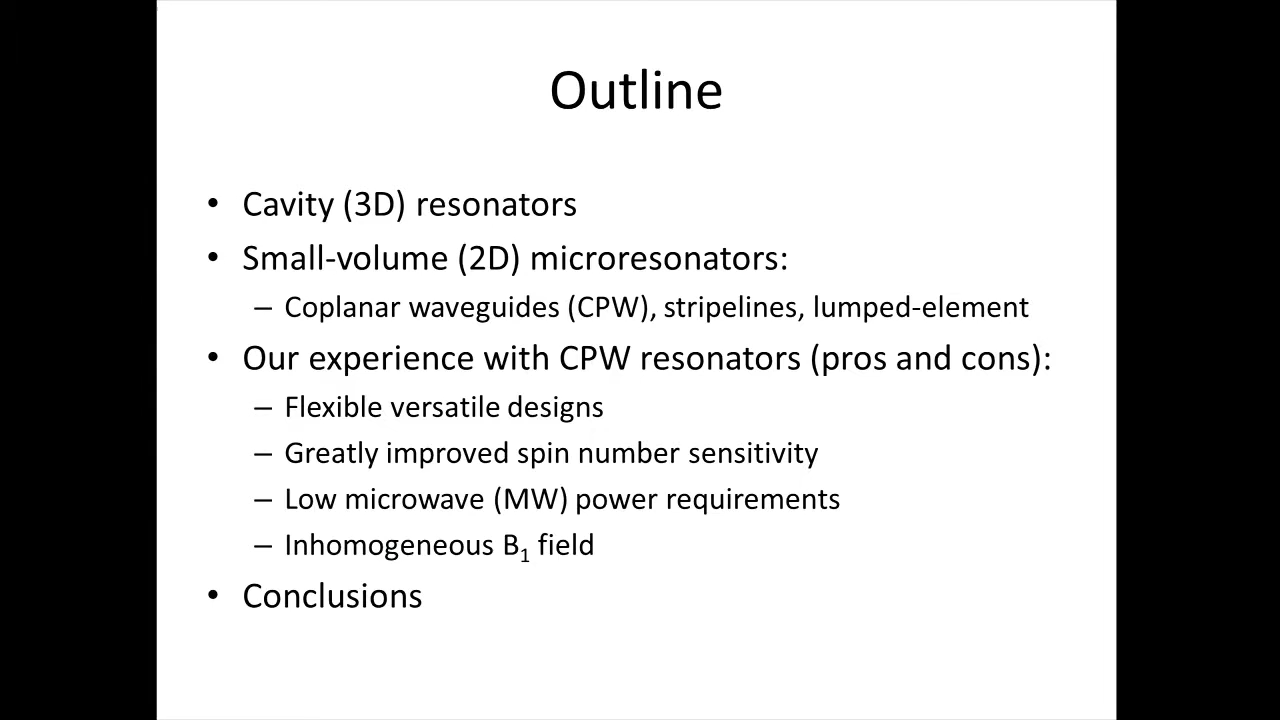 Outline
• Cavity (3D) resonators
• Small-volume (2D) microresonators:
– Coplanar waveguides (CPW), stripelines, lumped-element
• Our experience with CPW resonators (pros and cons):
– Flexible versatile designs
– Greatly improved spin number sensitivity
– Low microwave (MW) power requirements
– Inhomogeneous B₁ field
• Conclusions